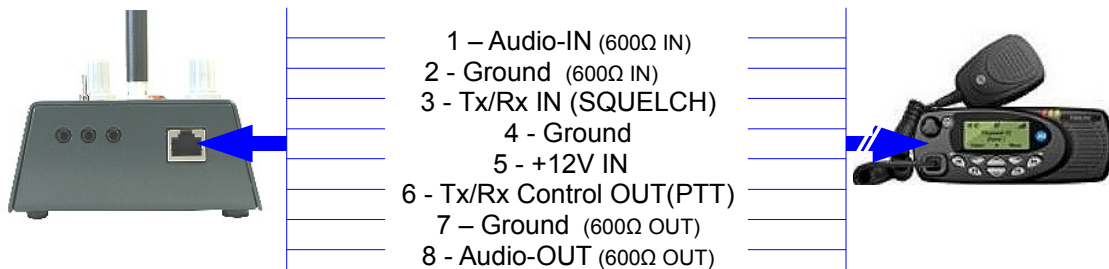 1 – Audio-IN (600Ω IN)
2 - Ground (600Ω IN)
3 - Tx/Rx IN (SQUELCH)
4 - Ground
5 - +12V IN
6 - Tx/Rx Control OUT(PTT)
7 – Ground (600Ω OUT)
8 - Audio-OUT (600Ω OUT)